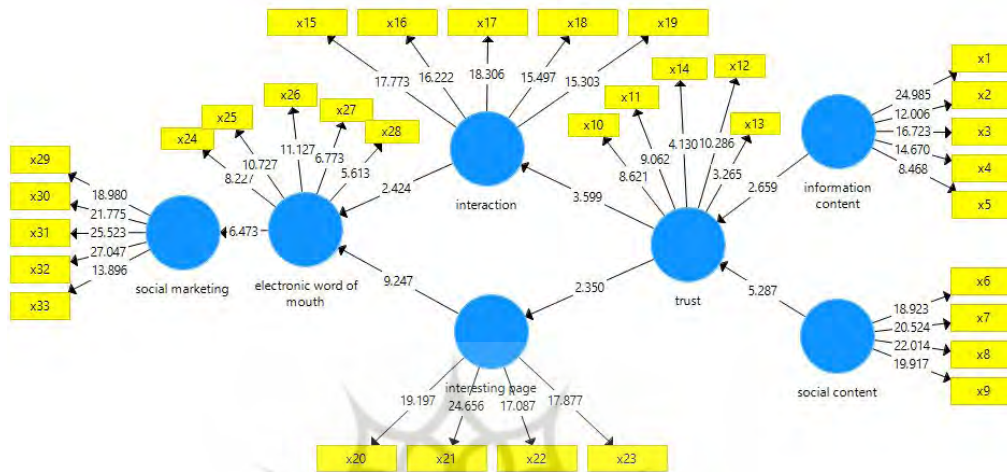 x15
x16
x17
x18
x19
17.773
16.222
18.306
15.497
15.303
interaction
x24
x25
x26
x27
x28
8.227
10.727
11.127
6.773
5.613
electronic word of
mouth
x10
x11
x14
x12
x13
8.621
9.062
4.130
10.286
3.265
trust
x1
x2
x3
x4
x5
24.985
12.006
16.723
14.670
8.468
information
content
x29
x30
x31
x32
x33
18.980
21.775
25.523
27.047
13.896
social marketing
6.473
2.424
9.247
3.599
2.350
2.659
5.287
x6
x7
x8
x9
18.923
20.524
22.014
19.917
social content
interesting page
19.197
24.656
17.087
17.877
x20
x21
x22
x23